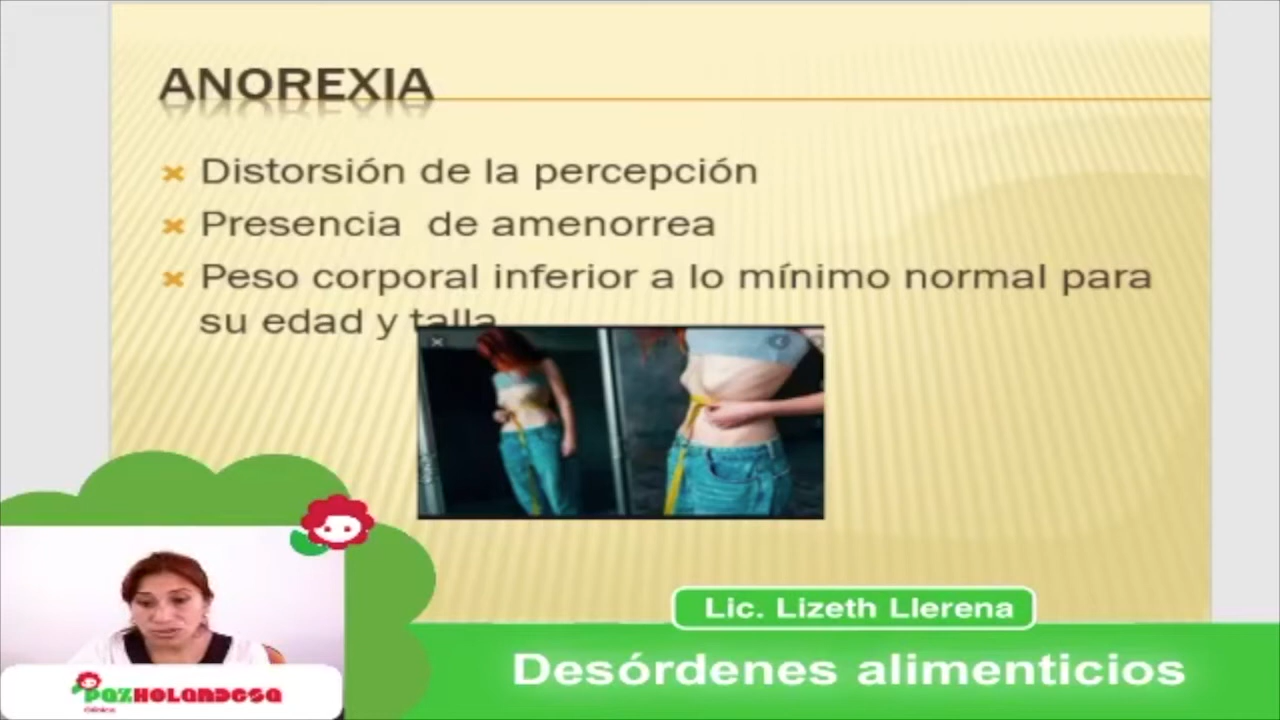 ANOREXIA
Distorsión de la percepción
Presencia de amenorrea
Peso corporal inferior a lo mínimo normal para
su edad y talla
Lic. Lizeth Llerena
Desórdenes alimenticios
PAZHOLANDESA
clínica